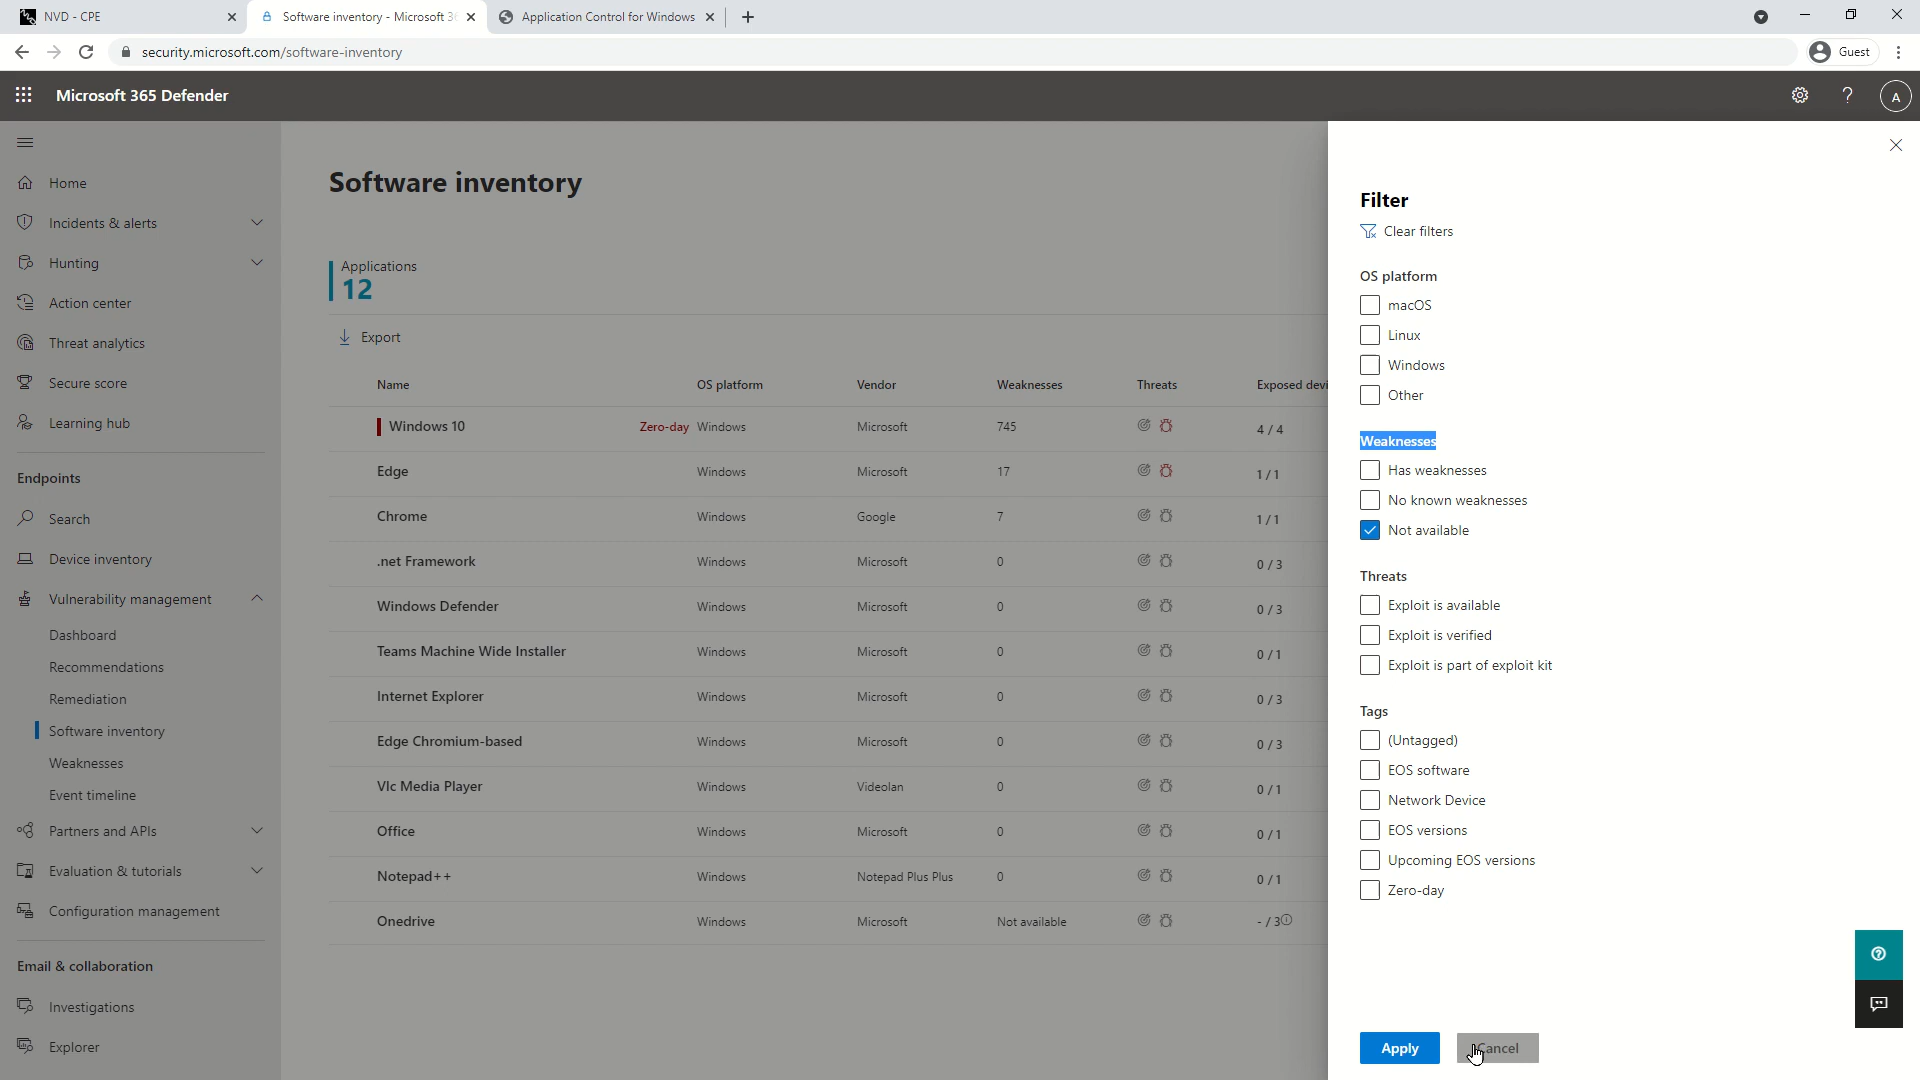 NVD - CPE
Software inventory - Microsoft 36
Application Control for Windows
security.microsoft.com/software-inventory
Guest
Microsoft 365 Defender
A
Home
Incidents & alerts
Hunting
Action center
Threat analytics
Secure score
Learning hub
Endpoints
Search
Device inventory
Vulnerability management
Dashboard
Recommendations
Remediation
Software inventory
Weaknesses
Event timeline
Partners and APIs
Evaluation & tutorials
Configuration management
Email & collaboration
Investigations
Explorer
Software inventory
Applications
12
Export
Name OS platform Vendor Weaknesses Threats Exposed devi
Windows 10 Zero-day Windows Microsoft 745 4 / 4
Edge Windows Microsoft 17 1 / 1
Chrome Windows Google 7 1 / 1
.net Framework Windows Microsoft 0 0 / 3
Windows Defender Windows Microsoft 0 0 / 3
Teams Machine Wide Installer Windows Microsoft 0 0 / 1
Internet Explorer Windows Microsoft 0 0 / 3
Edge Chromium-based Windows Microsoft 0 0 / 3
Vlc Media Player Windows Videolan 0 0 / 1
Office Windows Microsoft 0 0 / 1
Notepad++ Windows Notepad Plus Plus 0 0 / 1
Onedrive Windows Microsoft Not available - / 3
Filter
Clear filters
OS platform
macOS
Linux
Windows
Other
Weaknesses
Has weaknesses
No known weaknesses
Not available
Threats
Exploit is available
Exploit is verified
Exploit is part of exploit kit
Tags
(Untagged)
EOS software
Network Device
EOS versions
Upcoming EOS versions
Zero-day
Apply Cancel